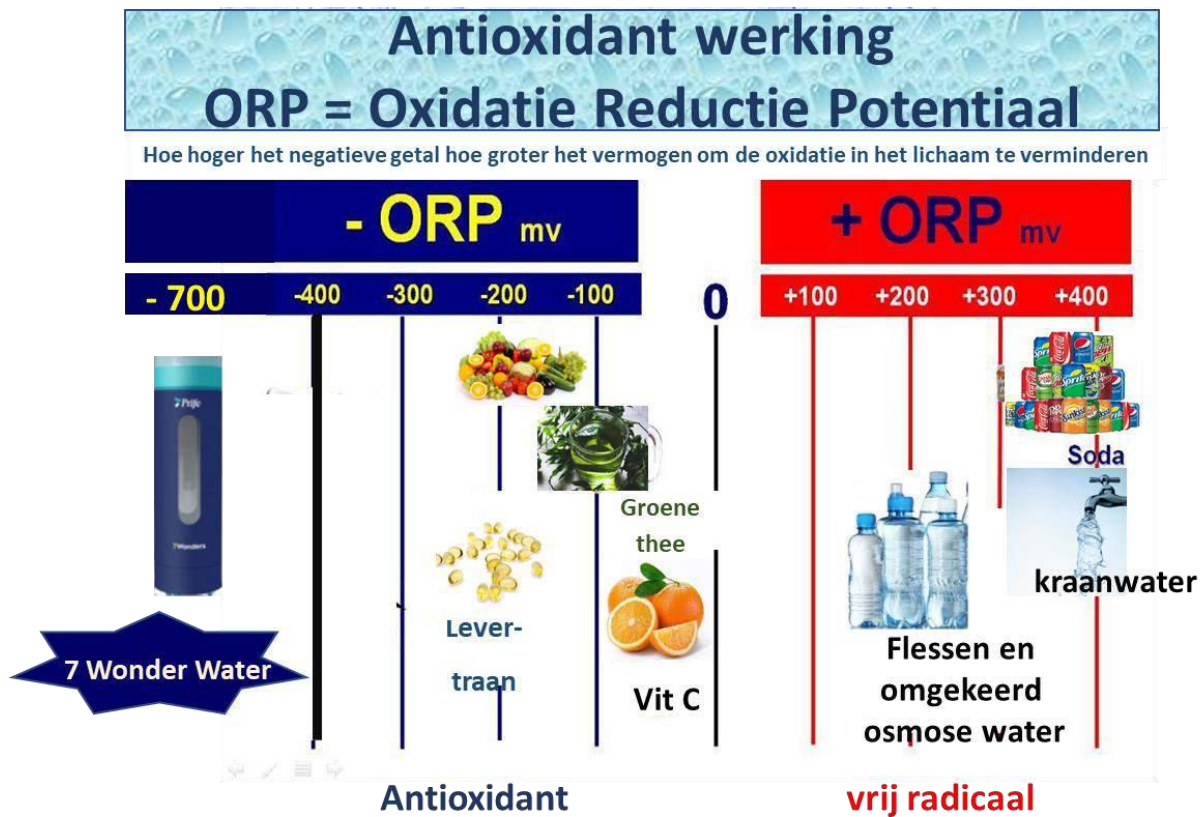 Antioxidant werking
ORP = Oxidatie Reductie Potentiaal
Hoe hoger het negatieve getal hoe groter het vermogen om de oxidatie in het lichaam te verminderen
- ORP mv
+ ORP mv
- 700 -400 -300 -200 -100 0 +100 +200 +300 +400
Prife
7Wonders
Soda
Groene
thee
kraanwater
Lever-
traan
7 Wonder Water
Vit C
Flessen en
omgekeerd
osmose water
Antioxidant
vrij radicaal